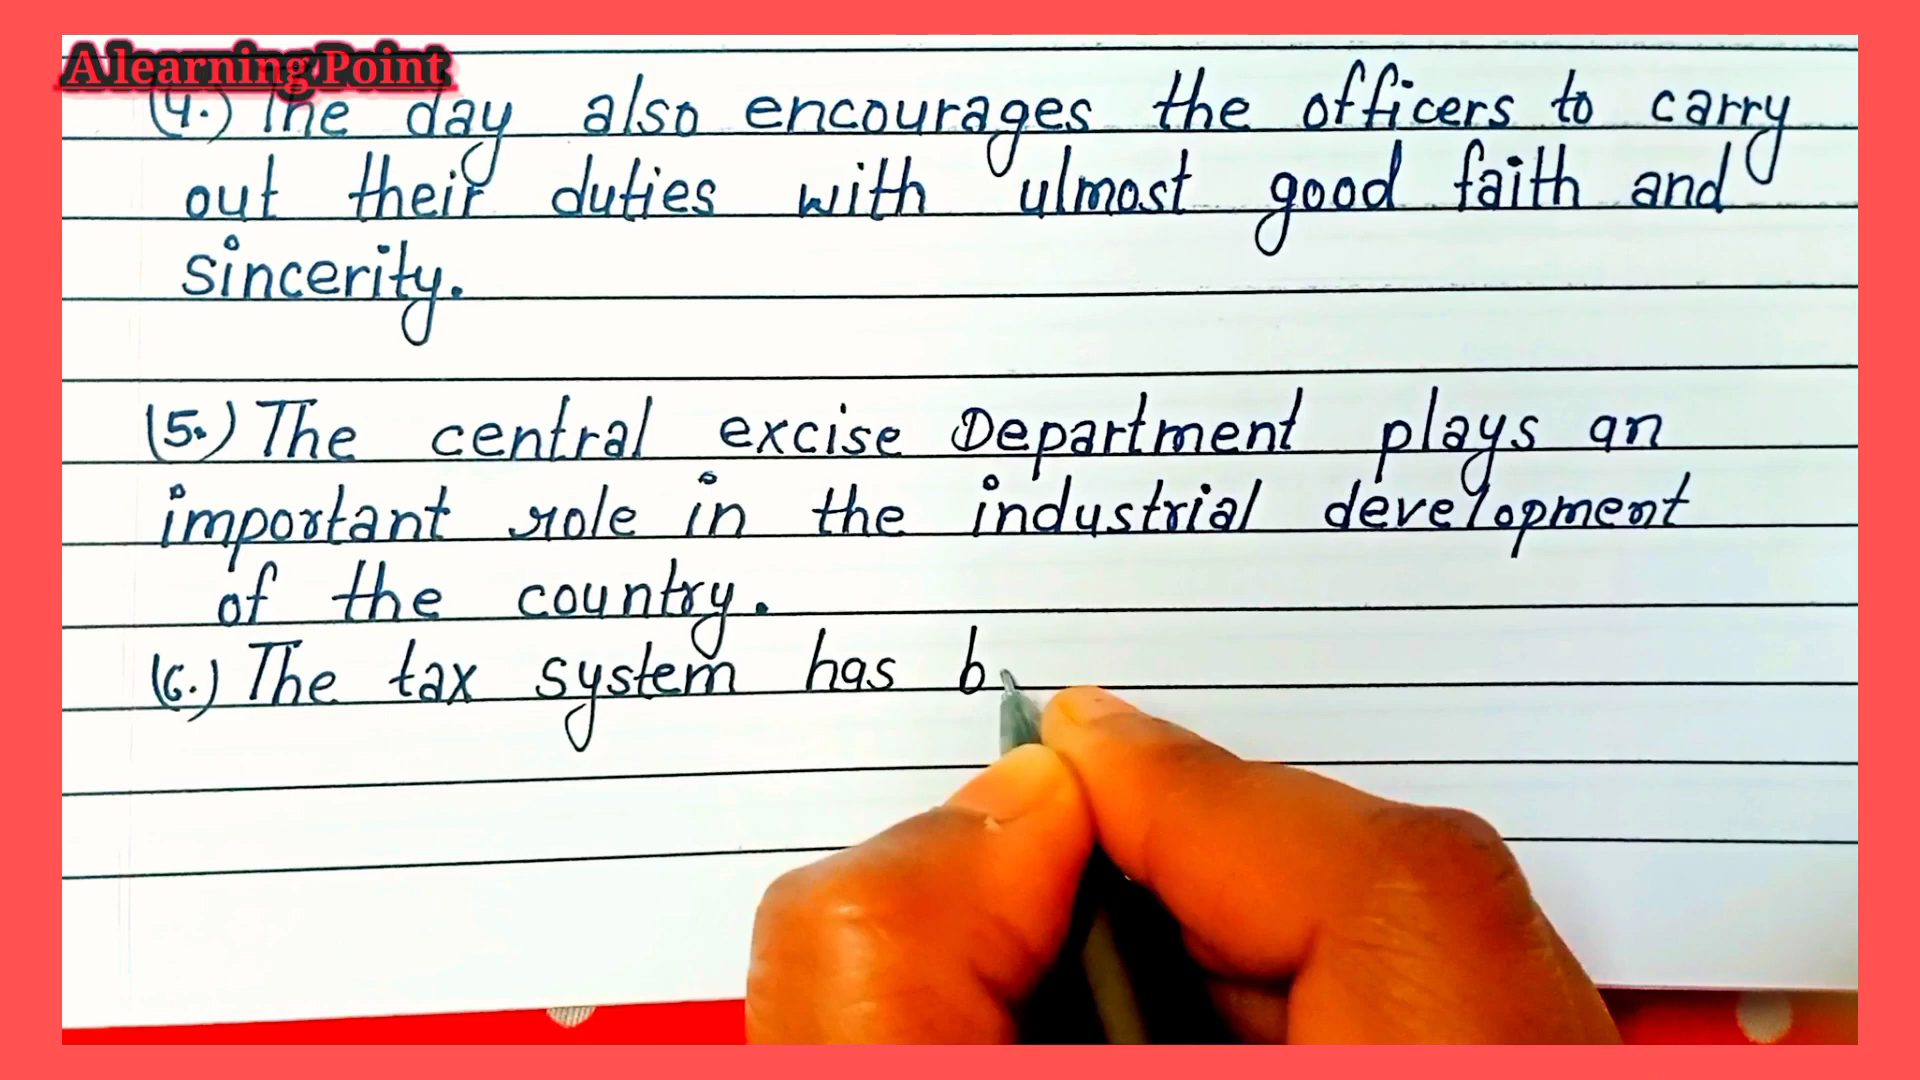 A learning Point
(4.) The day also encourages the officers to carry
out their duties with ulmost good faith and
sincerity.
(5.) The central excise Department plays an
important role in the industrial development
of the country.
(6.) The tax system has b